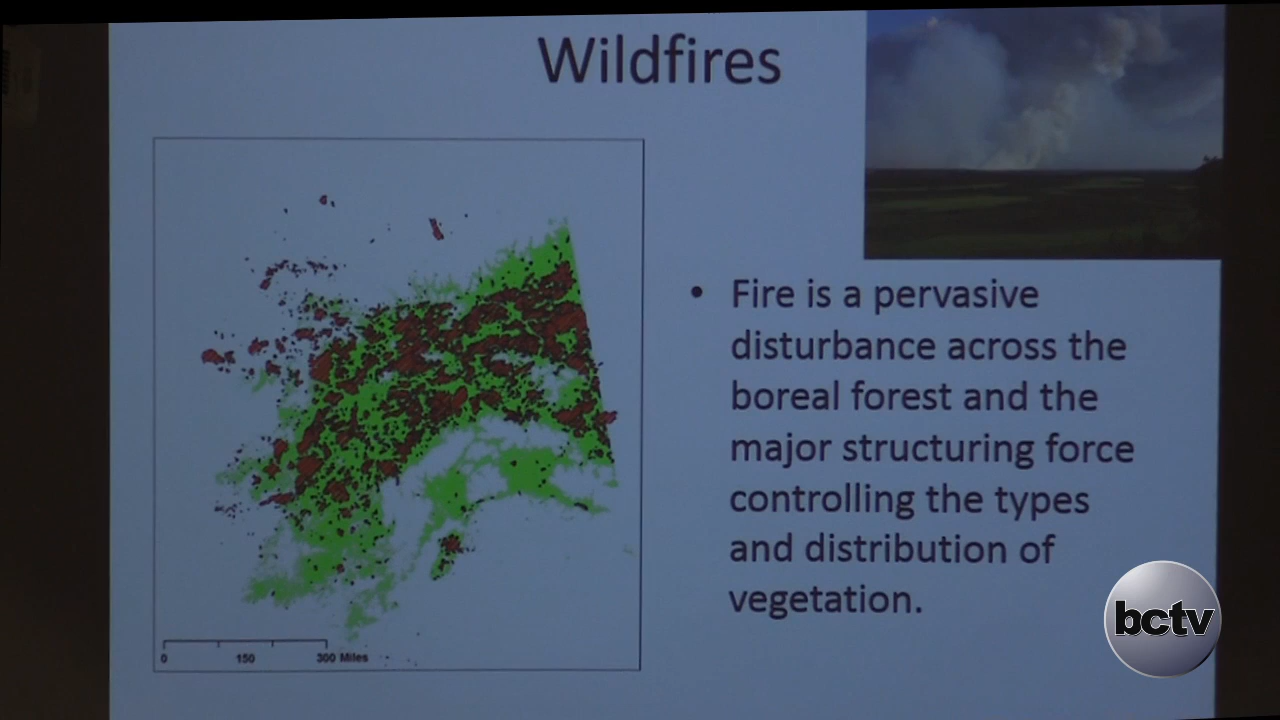 Wildfires
• Fire is a pervasive
disturbance across the
boreal forest and the
major structuring force
controlling the types
and distribution of
vegetation.
0 150 300 Miles
bctv